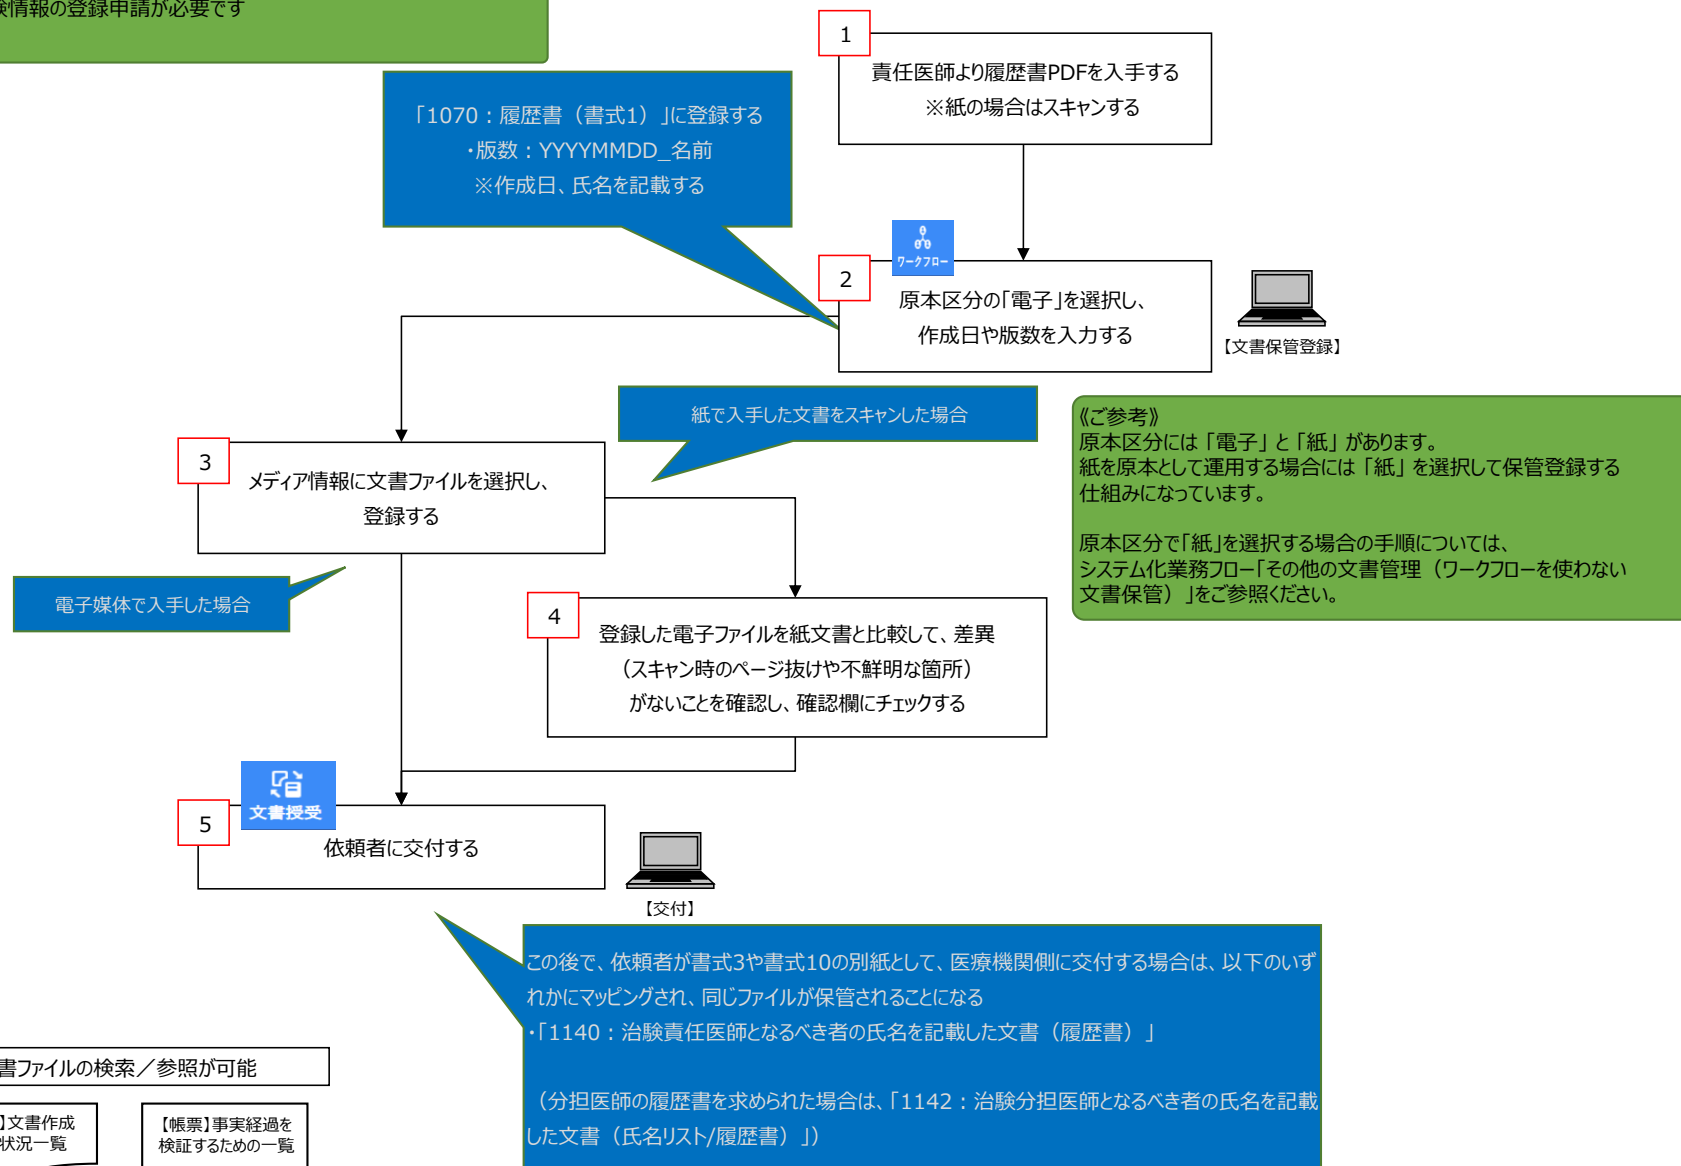 験情報の登録申請が必要です
1
責任医師より履歴書PDFを入手する
※紙の場合はスキャンする
「1070：履歴書（書式1）」に登録する
・版数：YYYYMMDD_名前
※作成日、氏名を記載する
ワークフロー
2
原本区分の「電子」を選択し、
作成日や版数を入力する
【文書保管登録】
紙で入手した文書をスキャンした場合
《ご参考》
原本区分には「電子」と「紙」があります。
紙を原本として運用する場合には「紙」を選択して保管登録する
仕組みになっています。
原本区分で「紙」を選択する場合の手順については、
システム化業務フロー「その他の文書管理（ワークフローを使わない
文書保管）」をご参照ください。
3
メディア情報に文書ファイルを選択し、
登録する
電子媒体で入手した場合
4
登録した電子ファイルを紙文書と比較して、差異
（スキャン時のページ抜けや不鮮明な箇所）
がないことを確認し、確認欄にチェックする
文書授受
5
依頼者に交付する
【交付】
この後で、依頼者が書式3や書式10の別紙として、医療機関側に交付する場合は、以下のいず
れかにマッピングされ、同じファイルが保管されることになる
・「1140：治験責任医師となるべき者の氏名を記載した文書（履歴書）」
（分担医師の履歴書を求められた場合は、「1142：治験分担医師となるべき者の氏名を記載
した文書（氏名リスト/履歴書）」）
書ファイルの検索／参照が可能
】文書作成
状況一覧
【帳票】事実経過を
検証するための一覧